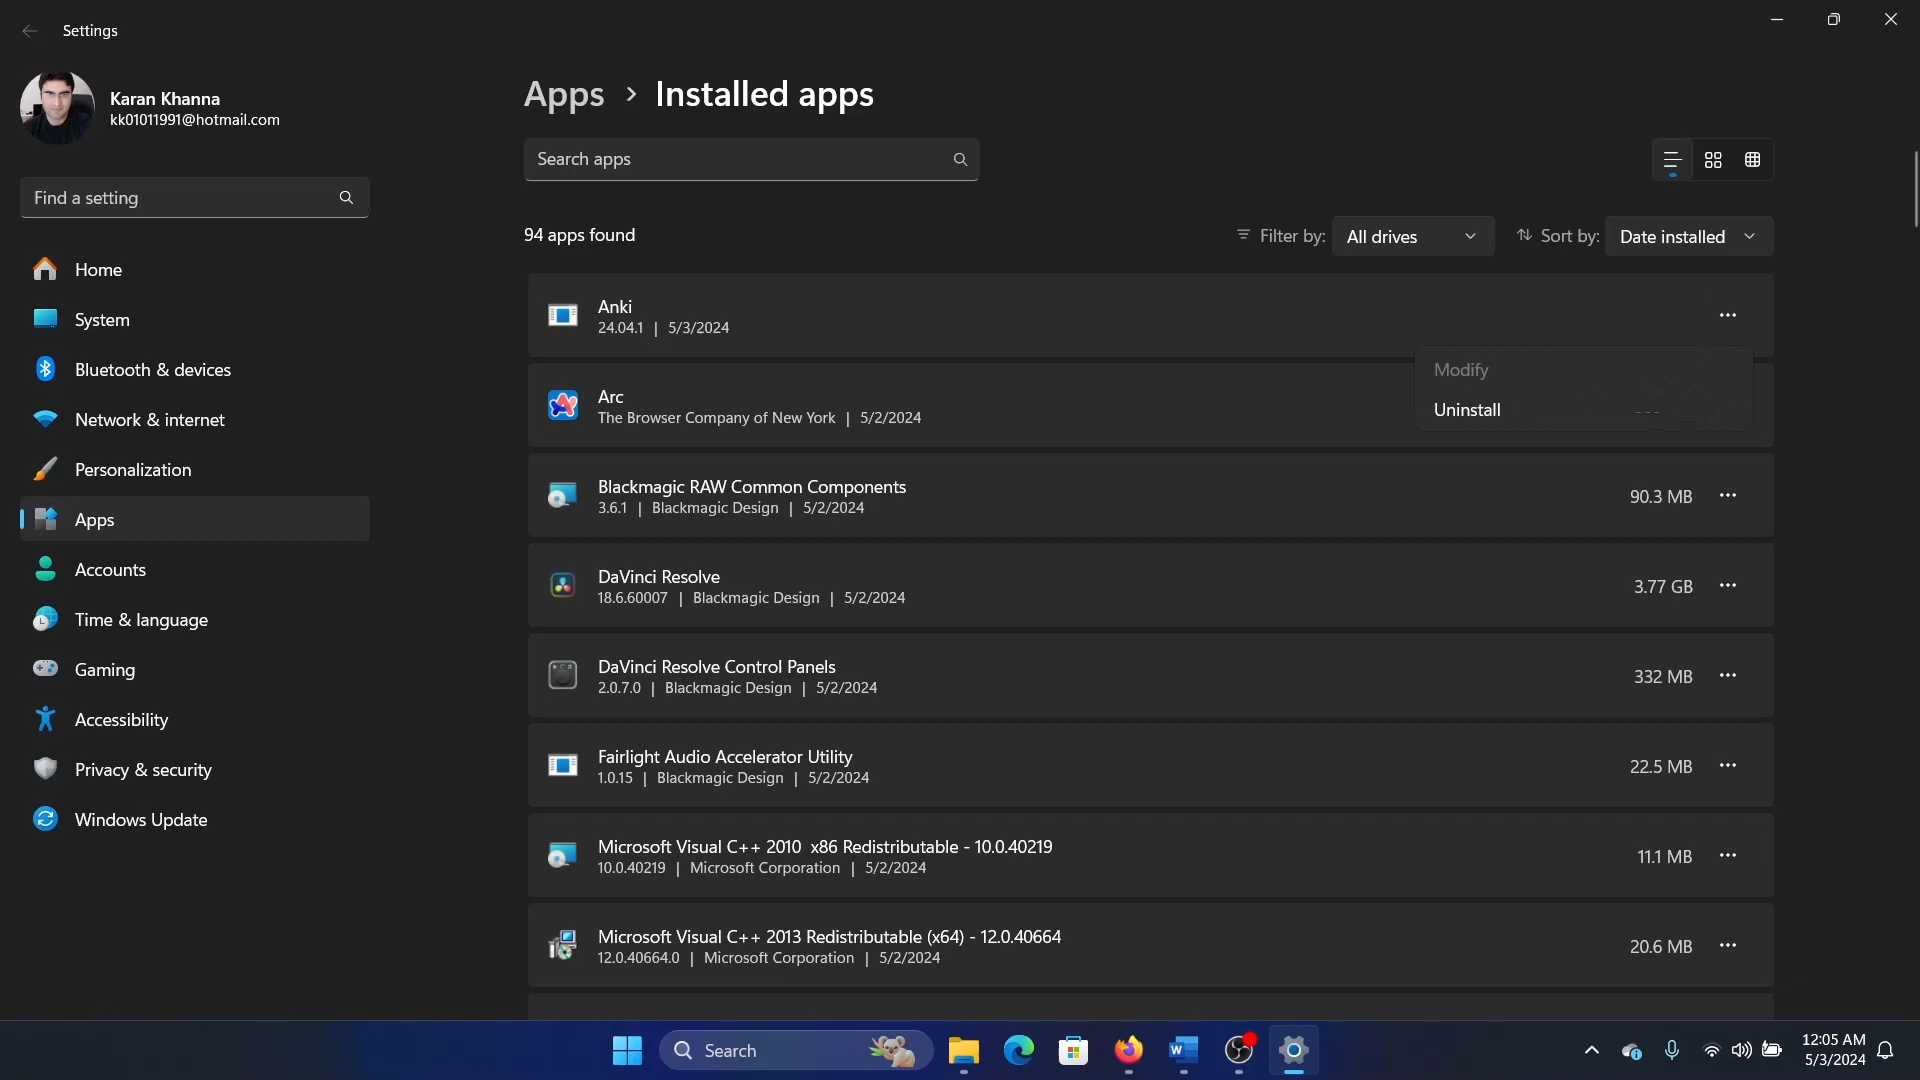 Settings
Karan Khanna
kk01011991@hotmail.com
Find a setting
Home
System
Bluetooth & devices
Network & internet
Personalization
Apps
Accounts
Time & language
Gaming
Accessibility
Privacy & security
Windows Update
Apps > Installed apps
Search apps
94 apps found
Filter by: All drives
Sort by: Date installed
Anki
24.04.1 | 5/3/2024
Modify
Uninstall
Arc
The Browser Company of New York | 5/2/2024
Blackmagic RAW Common Components
3.6.1 | Blackmagic Design | 5/2/2024
90.3 MB
DaVinci Resolve
18.6.60007 | Blackmagic Design | 5/2/2024
3.77 GB
DaVinci Resolve Control Panels
2.0.7.0 | Blackmagic Design | 5/2/2024
332 MB
Fairlight Audio Accelerator Utility
1.0.15 | Blackmagic Design | 5/2/2024
22.5 MB
Microsoft Visual C++ 2010  x86 Redistributable - 10.0.40219
10.0.40219 | Microsoft Corporation | 5/2/2024
11.1 MB
Microsoft Visual C++ 2013 Redistributable (x64) - 12.0.40664
12.0.40664.0 | Microsoft Corporation | 5/2/2024
20.6 MB
Search
12:05 AM
5/3/2024